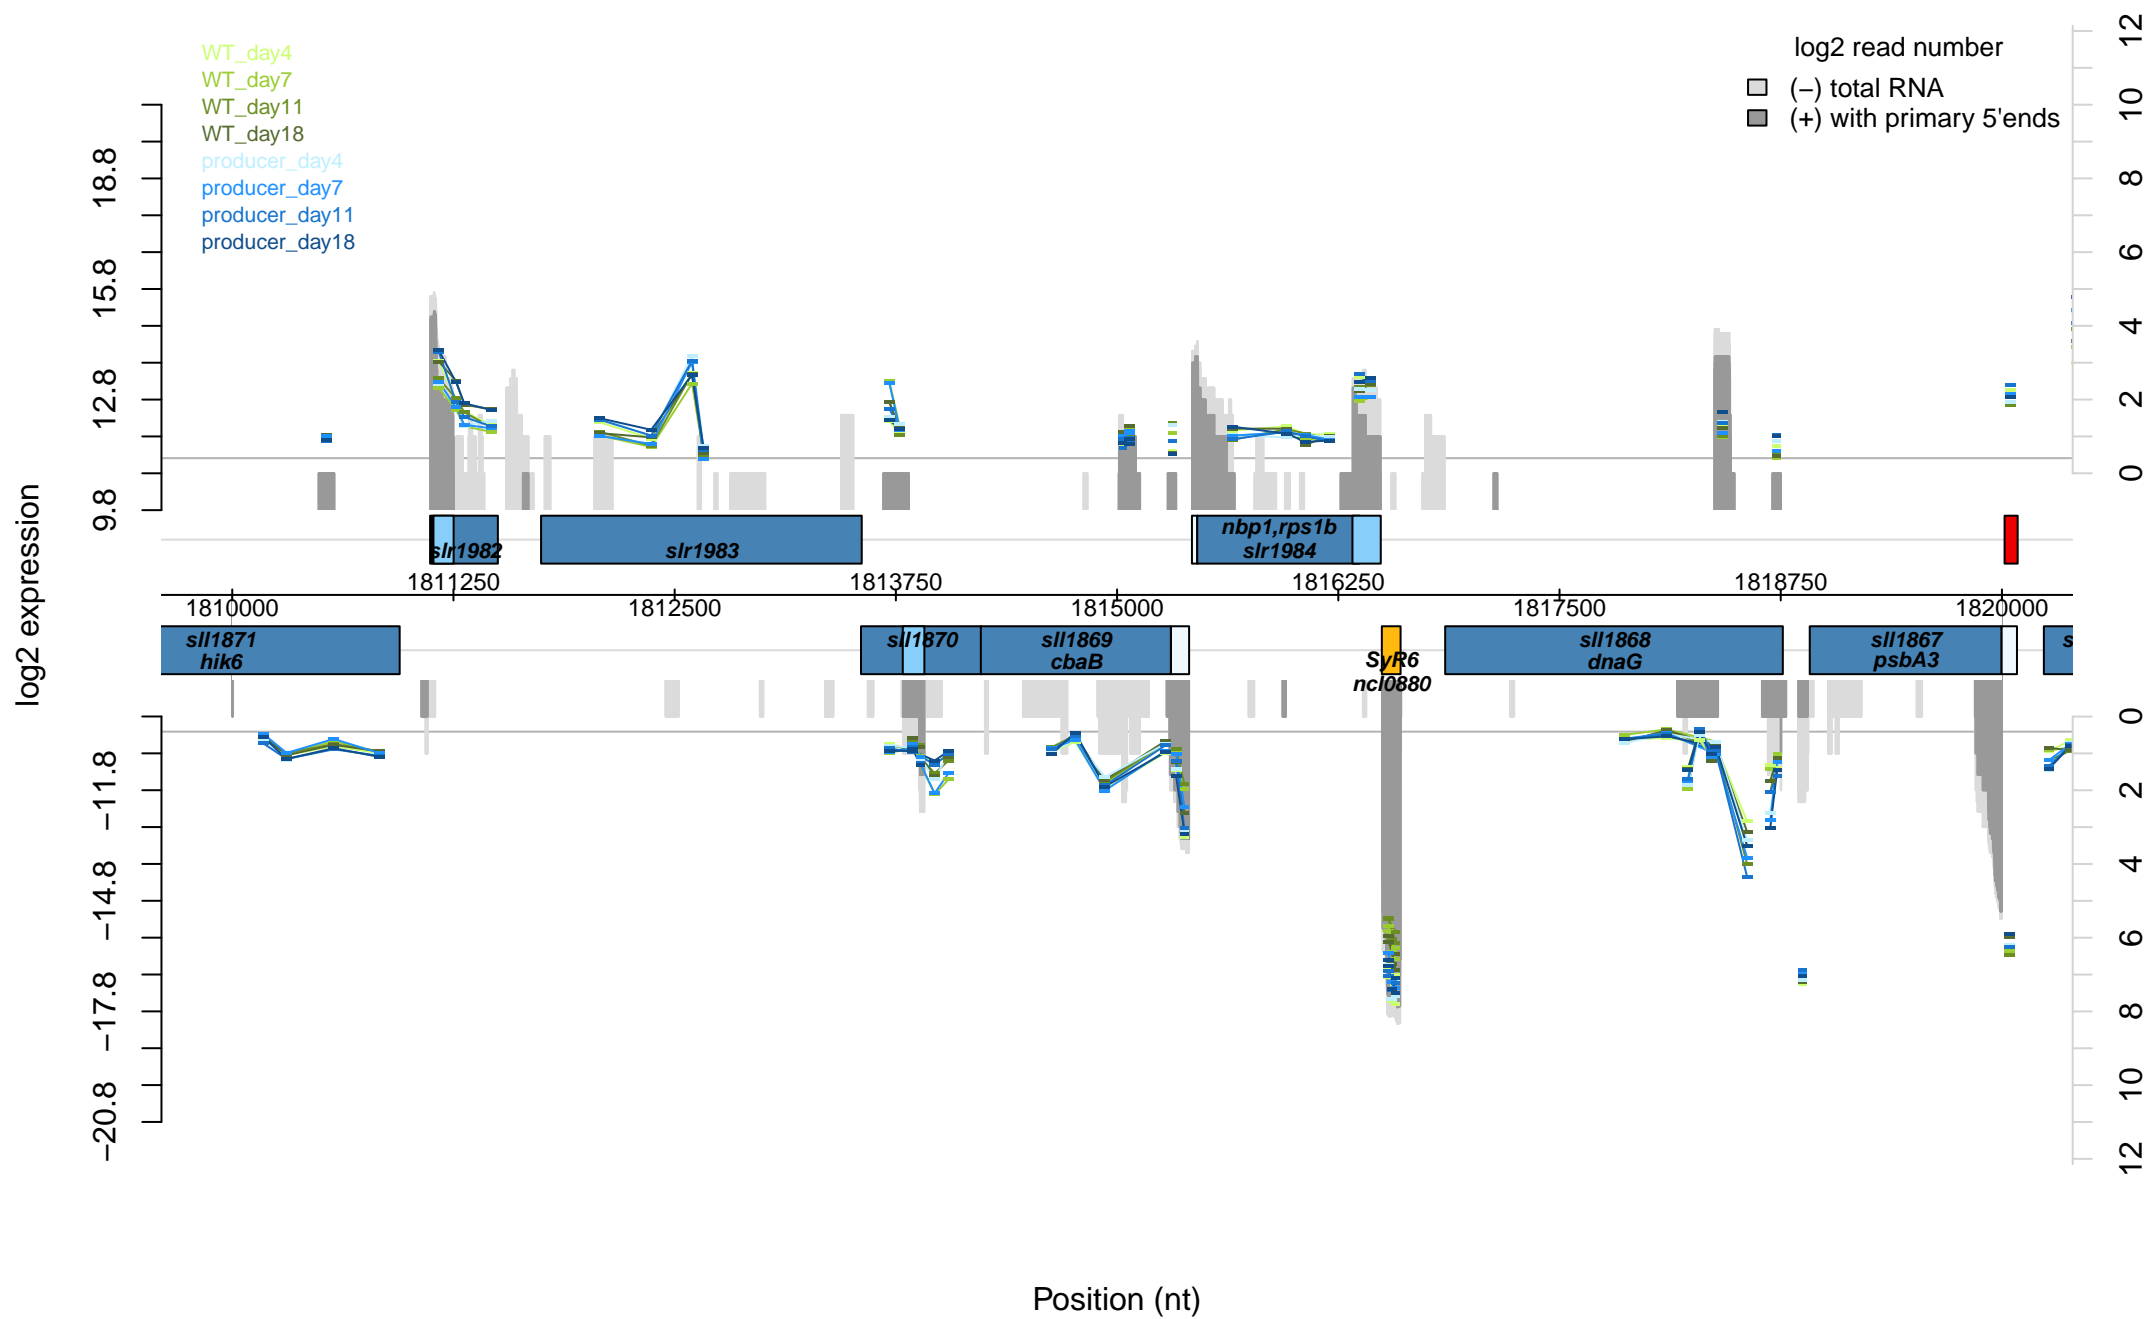 WT_day4
WT_day7
WT_day11
WT_day18
producer_day4
producer_day7
producer_day11
producer_day18
log2 read number
(−) total RNA
(+) with primary 5'ends
log2 expression
18.8
15.8
12.8
9.8
12
10
8
6
4
2
0
slr1982
slr1983
nbp1,rps1b
slr1984
1811250
1813750
1816250
1818750
1810000
1812500
1815000
1817500
1820000
sll1871
hik6
sll1870
sll1869
cbaB
SyR6
ncl0880
sll1868
dnaG
sll1867
psbA3
s
−11.8
−14.8
−17.8
−20.8
0
2
4
6
8
10
12
Position (nt)